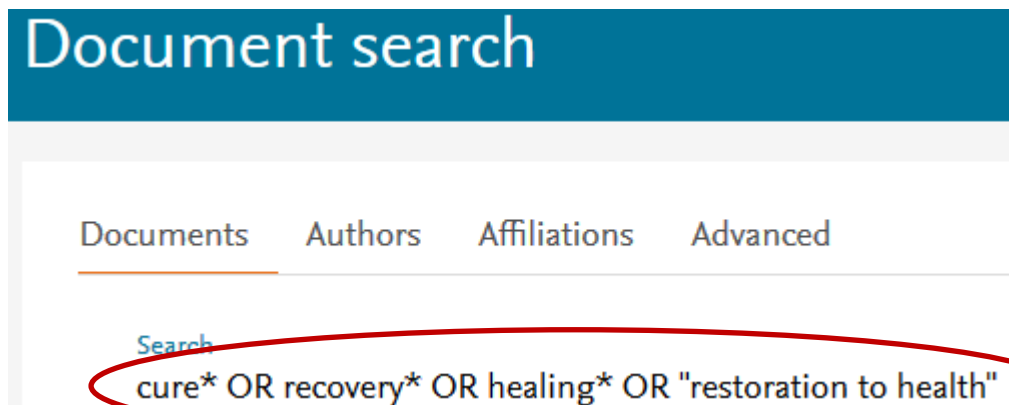 Document search
Documents Authors Affiliations Advanced
Search
cure* OR recovery* OR healing* OR "restoration to health"